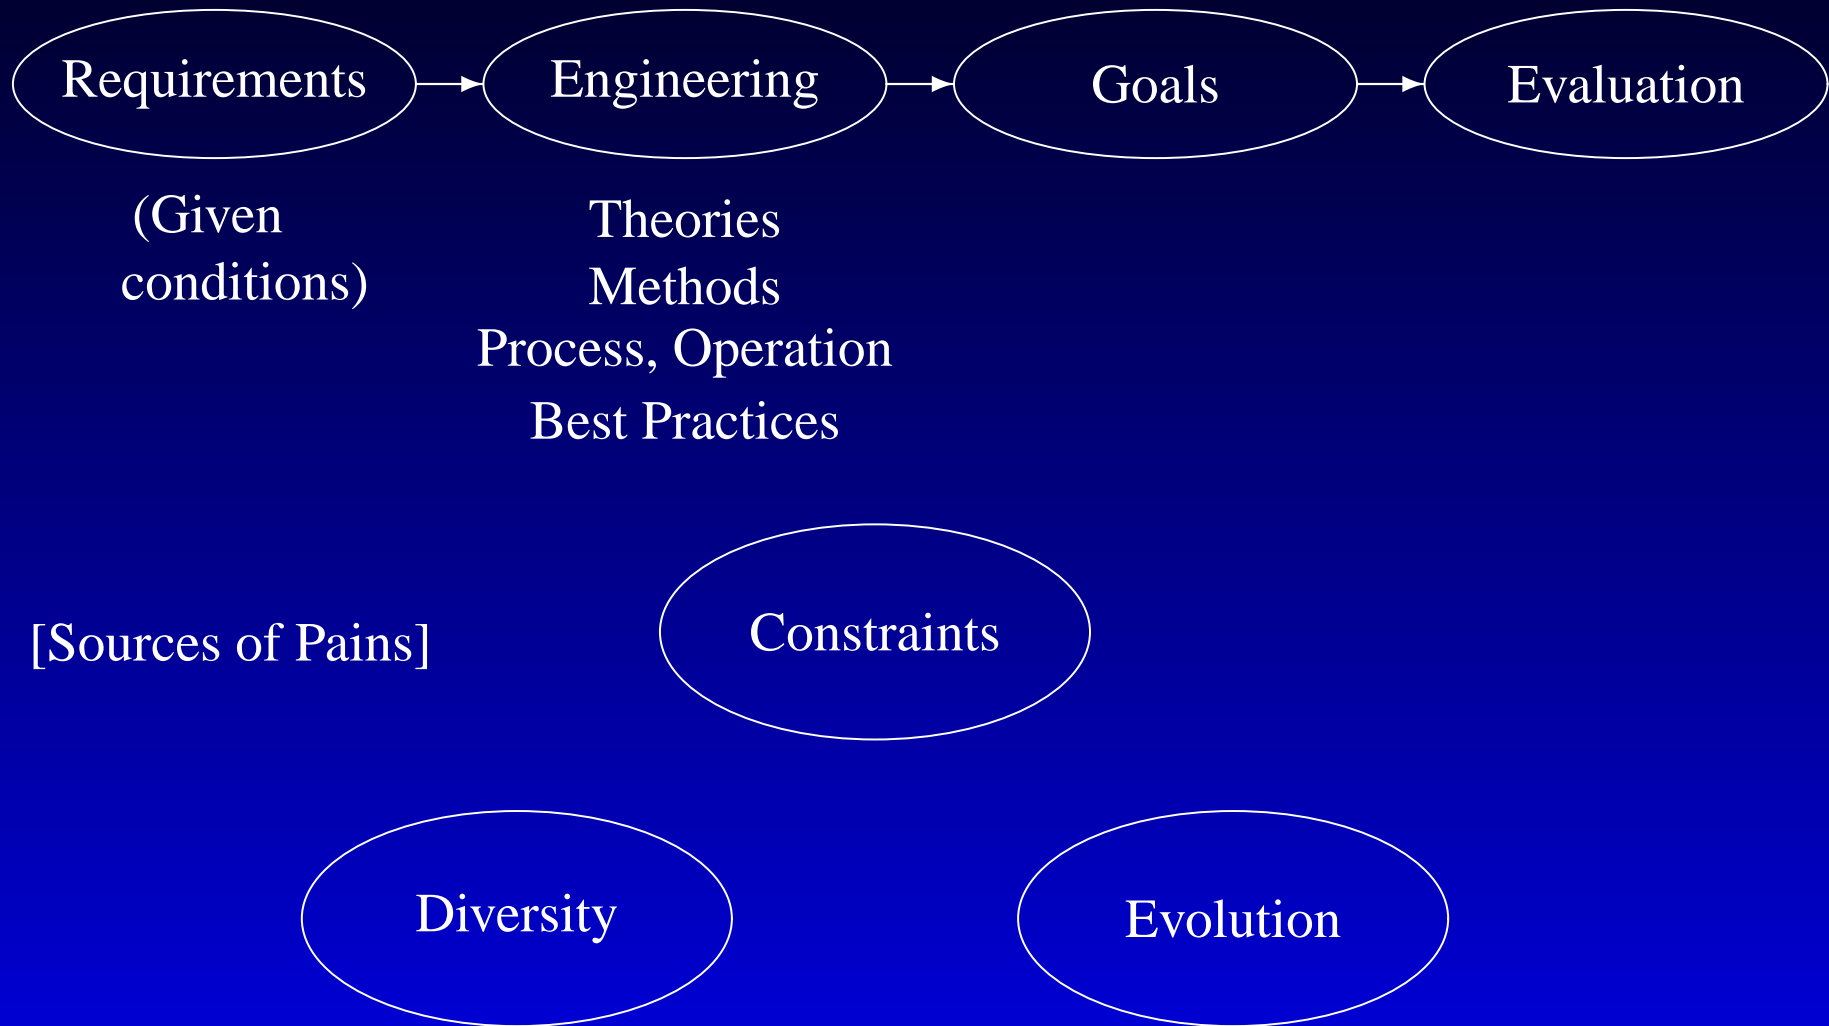 Requirements
Engineering
Goals
Evaluation
(Given
conditions)
Theories
Methods
Process, Operation
Best Practices
[Sources of Pains]
Constraints
Diversity
Evolution